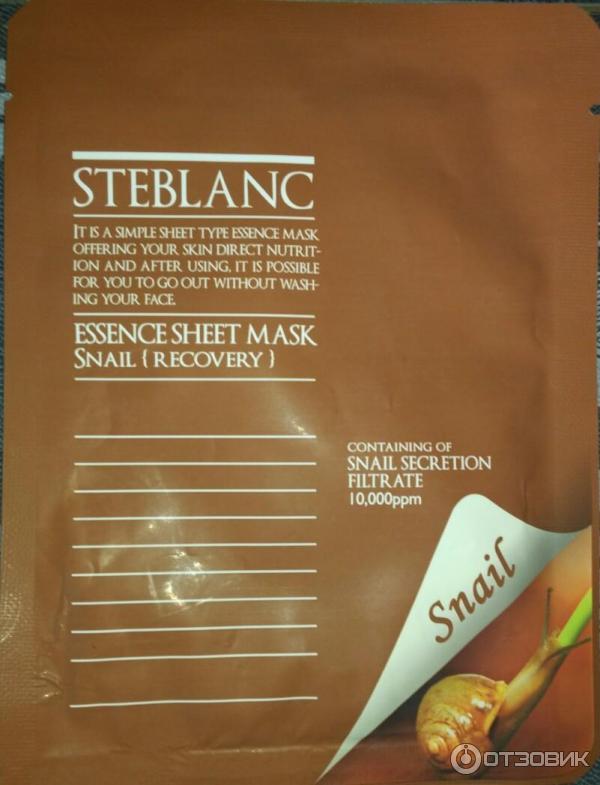 STEBLANC
IT IS A SIMPLE SHEET TYPE ESSENCE MASK
OFFERING YOUR SKIN DIRECT NUTRIT-
ION AND AFTER USING, IT IS POSSIBLE
FOR YOU TO GO OUT WITHOUT WASH-
ING YOUR FACE.
ESSENCE SHEET MASK
SNAIL { RECOVERY }
CONTAINING OF
SNAIL SECRETION
FILTRATE
10,000ppm
Snail
ОТЗОВИК